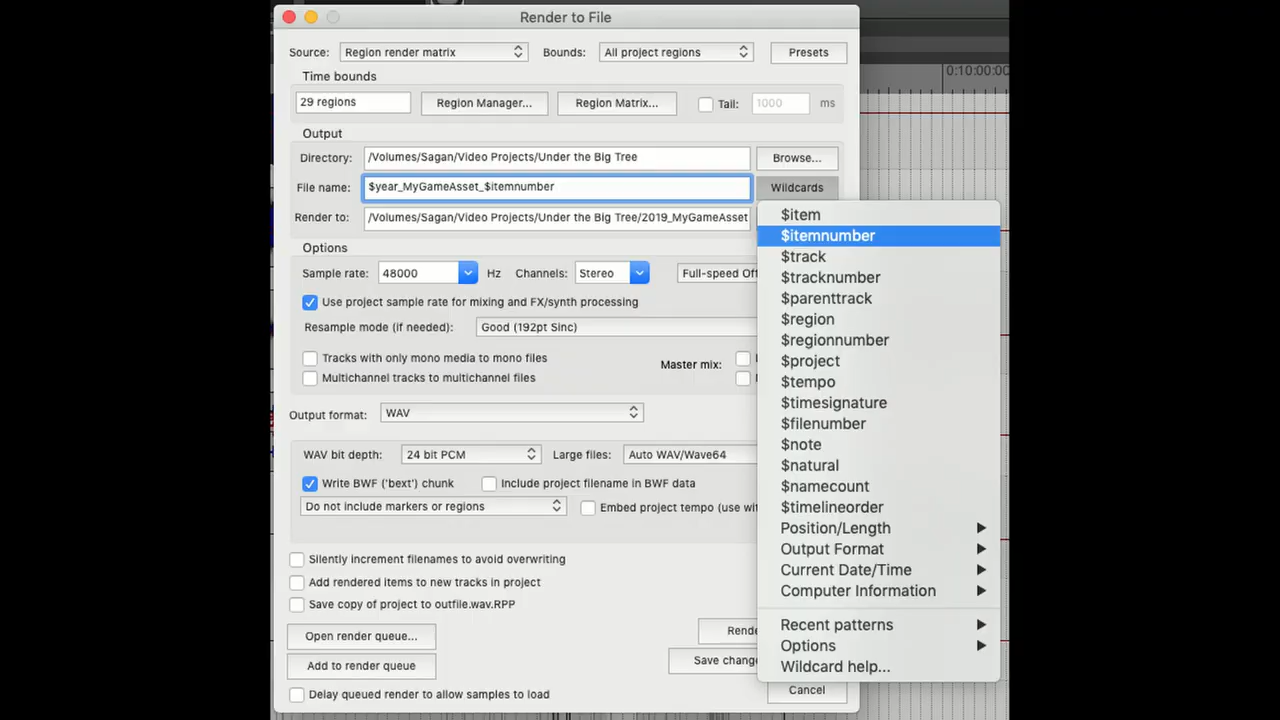 Render to File
Source: Region render matrix Bounds: All project regions Presets
0:10:00:00
Time bounds
29 regions Region Manager... Region Matrix... Tail: 1000 ms
Output
Directory: /Volumes/Sagan/Video Projects/Under the Big Tree Browse...
File name: $year_MyGameAsset_$itemnumber Wildcards
Render to: /Volumes/Sagan/Video Projects/Under the Big Tree/2019_MyGameAsset
Options
Sample rate: 48000 Hz Channels: Stereo Full-speed Off
Use project sample rate for mixing and FX/synth processing
Resample mode (if needed): Good (192pt Sinc)
Tracks with only mono media to mono files
Master mix:
Multichannel tracks to multichannel files
Output format: WAV
WAV bit depth: 24 bit PCM Large files: Auto WAV/Wave64
Write BWF ('bext') chunk Include project filename in BWF data
Do not include markers or regions Embed project tempo (use wit
Silently increment filenames to avoid overwriting
Add rendered items to new tracks in project
Save copy of project to outfile.wav.RPP
Open render queue... Rende
Add to render queue Save chang
Delay queued render to allow samples to load Cancel
$item
$itemnumber
$track
$tracknumber
$parenttrack
$region
$regionnumber
$project
$tempo
$timesignature
$filenumber
$note
$natural
$namecount
$timelineorder
Position/Length
Output Format
Current Date/Time
Computer Information
Recent patterns
Options
Wildcard help...